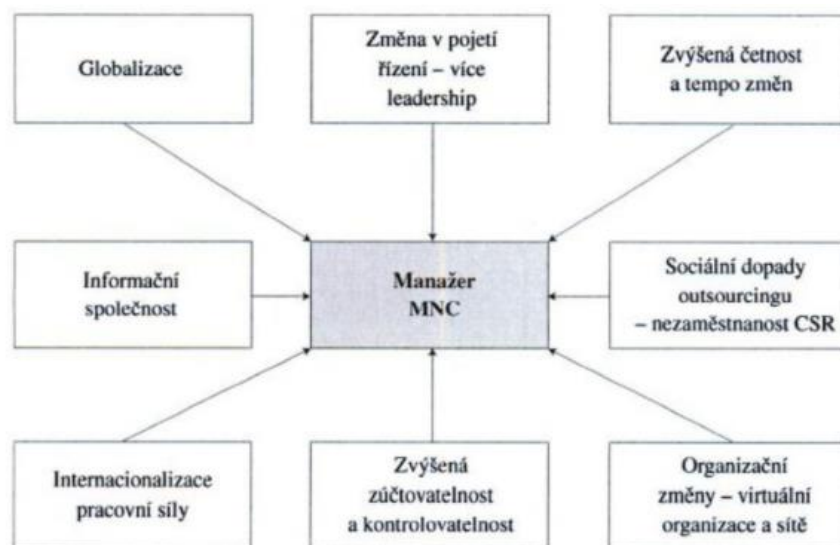 Globalizace
Změna v pojetí
řízení – více
leadership
Zvýšená četnost
a tempo změn
Informační
společnost
Manažer
MNC
Sociální dopady
outsourcingu
– nezaměstnanost CSR
Internacionalizace
pracovní síly
Zvýšená
zúčtovatelnost
a kontrolovatelnost
Organizační
změny – virtuální
organizace a sítě